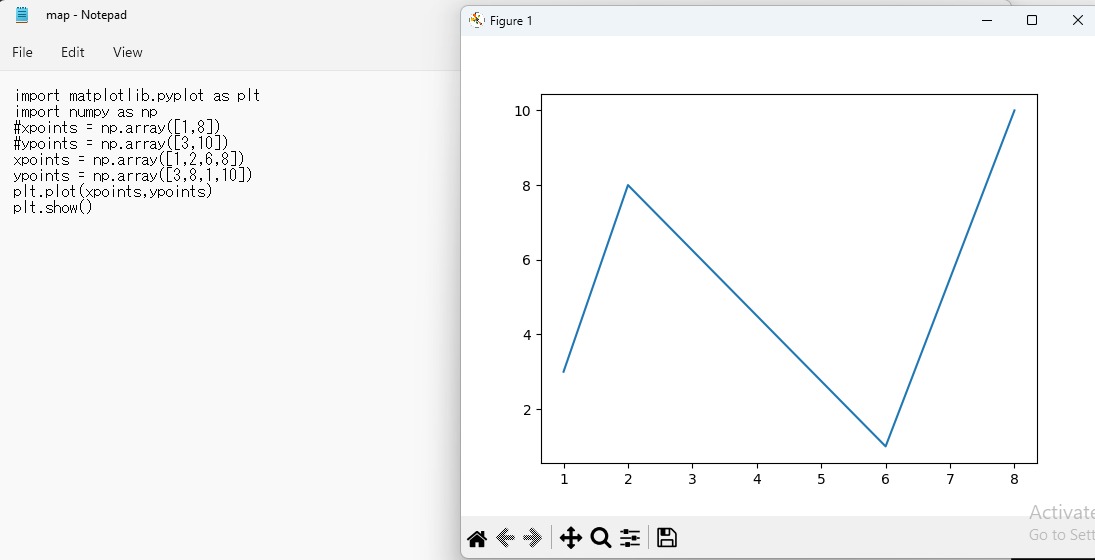 map - Notepad
File Edit View
import matplotlib.pyplot as plt
import numpy as np
#xpoints = np.array([1,8])
#ypoints = np.array([3,10])
xpoints = np.array([1,2,6,8])
ypoints = np.array([3,8,1,10])
plt.plot(xpoints,ypoints)
plt.show()
Figure 1
10
8
6
4
2
1 2 3 4 5 6 7 8
Activate
Go to Sett